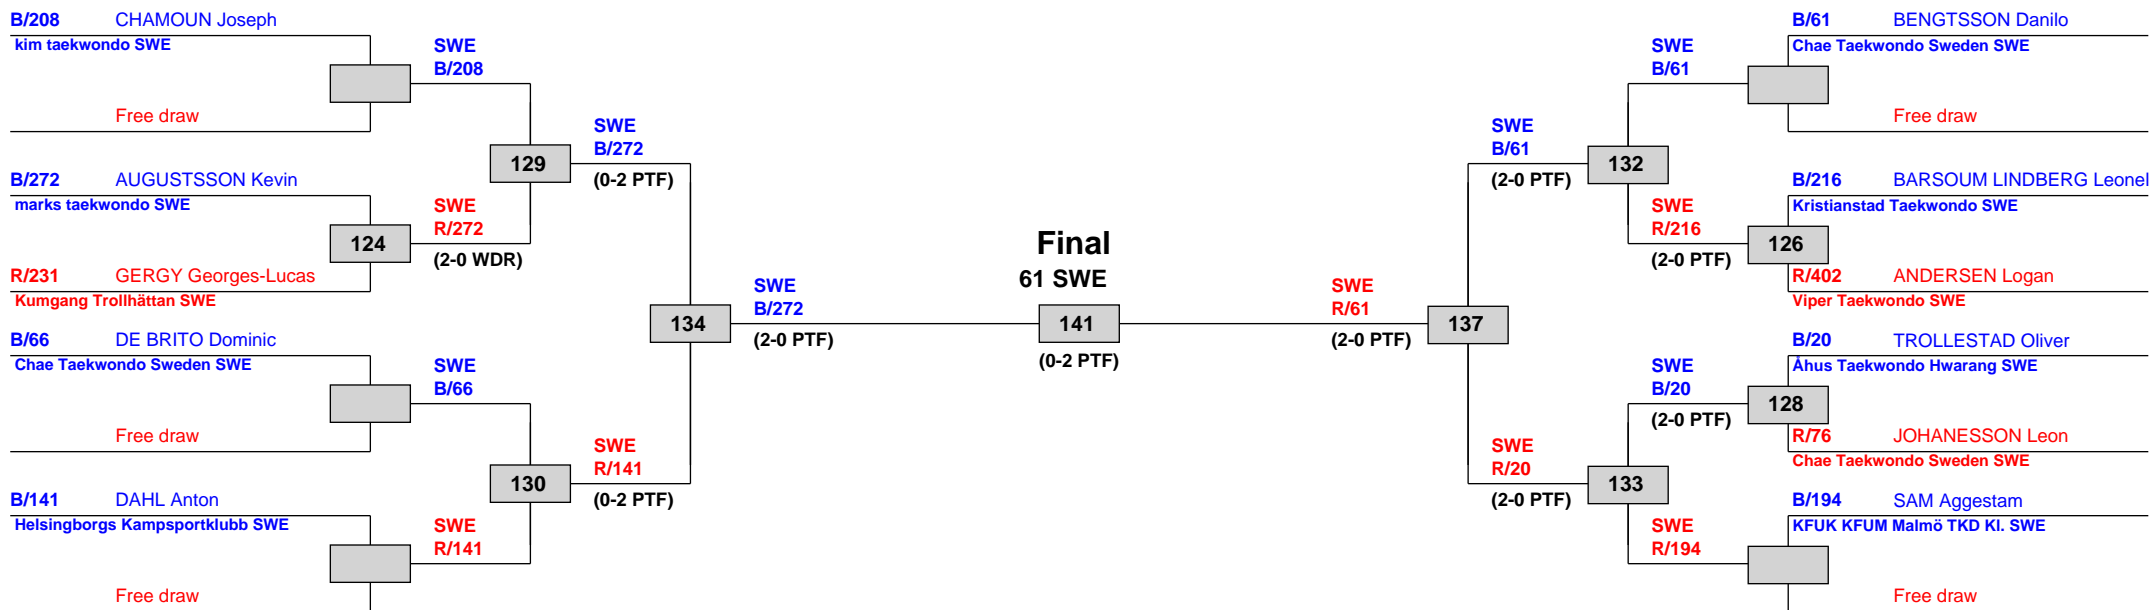 B/208 CHAMOUN Joseph
kim taekwondo SWE
Free draw
B/272 AUGUSTSSON Kevin
marks taekwondo SWE
R/231 GERGY Georges-Lucas
Kumgang Trollhättan SWE
B/66 DE BRITO Dominic
Chae Taekwondo Sweden SWE
Free draw
B/141 DAHL Anton
Helsingborgs Kampsportklubb SWE
Free draw
SWE
B/208
124
SWE
R/272
(2-0 WDR)
SWE
B/66
SWE
R/141
129
SWE
B/272
(0-2 PTF)
130
SWE
R/141
(0-2 PTF)
134
SWE
B/272
(2-0 PTF)
Final
61 SWE
141
(0-2 PTF)
SWE
R/61
(2-0 PTF)
137
SWE
B/61
(2-0 PTF)
132
SWE
R/20
(2-0 PTF)
133
SWE
B/61
SWE
R/216
(2-0 PTF)
126
SWE
B/20
(2-0 PTF)
128
SWE
R/194
B/61 BENGTSSON Danilo
Chae Taekwondo Sweden SWE
Free draw
B/216 BARSOUM LINDBERG Leonel
Kristianstad Taekwondo SWE
R/402 ANDERSEN Logan
Viper Taekwondo SWE
B/20 TROLLESTAD Oliver
Åhus Taekwondo Hwarang SWE
R/76 JOHANESSON Leon
Chae Taekwondo Sweden SWE
B/194 SAM Aggestam
KFUK KFUM Malmö TKD Kl. SWE
Free draw